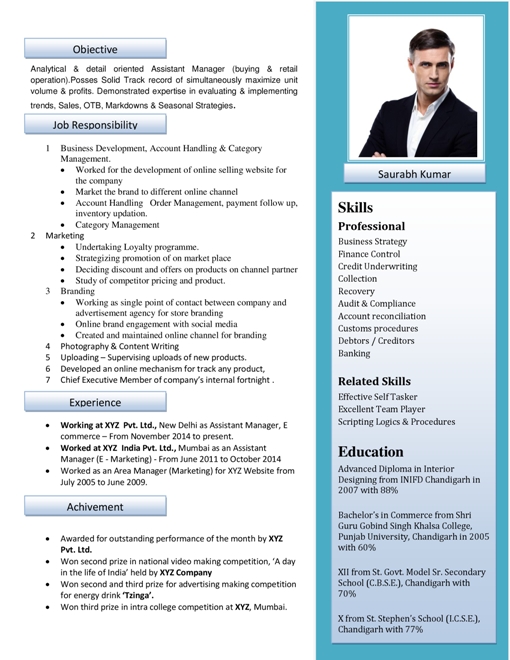 Objective
Analytical & detail oriented Assistant Manager (buying & retail
operation).Posses Solid Track record of simultaneously maximize unit
volume & profits. Demonstrated expertise in evaluating & implementing
trends, Sales, OTB, Markdowns & Seasonal Strategies.
Job Responsibility
1 Business Development, Account Handling & Category
Management.
• Worked for the development of online selling website for
the company
• Market the brand to different online channel
• Account Handling Order Management, payment follow up,
inventory updation.
• Category Management
2 Marketing
• Undertaking Loyalty programme.
• Strategizing promotion of on market place
• Deciding discount and offers on products on channel partner
• Study of competitor pricing and product.
3 Branding
• Working as single point of contact between company and
advertisement agency for store branding
• Online brand engagement with social media
• Created and maintained online channel for branding
4 Photography & Content Writing
5 Uploading – Supervising uploads of new products.
6 Developed an online mechanism for track any product,
7 Chief Executive Member of company's internal fortnight .
Experience
• Working at XYZ Pvt. Ltd., New Delhi as Assistant Manager, E
commerce – From November 2014 to present.
• Worked at XYZ India Pvt. Ltd., Mumbai as an Assistant
Manager (E - Marketing) - From June 2011 to October 2014
• Worked as an Area Manager (Marketing) for XYZ Website from
July 2005 to June 2009.
Achivement
• Awarded for outstanding performance of the month by XYZ
Pvt. Ltd.
• Won second prize in national video making competition, 'A day
in the life of India' held by XYZ Company
• Won second and third prize for advertising making competition
for energy drink 'Tzinga'.
• Won third prize in intra college competition at XYZ, Mumbai.
Saurabh Kumar
Skills
Professional
Business Strategy
Finance Control
Credit Underwriting
Collection
Recovery
Audit & Compliance
Account reconciliation
Customs procedures
Debtors / Creditors
Banking
Related Skills
Effective Self Tasker
Excellent Team Player
Scripting Logics & Procedures
Education
Advanced Diploma in Interior
Designing from INIFD Chandigarh in
2007 with 88%
Bachelor's in Commerce from Shri
Guru Gobind Singh Khalsa College,
Punjab University, Chandigarh in 2005
with 60%
XII from St. Govt. Model Sr. Secondary
School (C.B.S.E.), Chandigarh with
70%
X from St. Stephen's School (I.C.S.E.),
Chandigarh with 77%